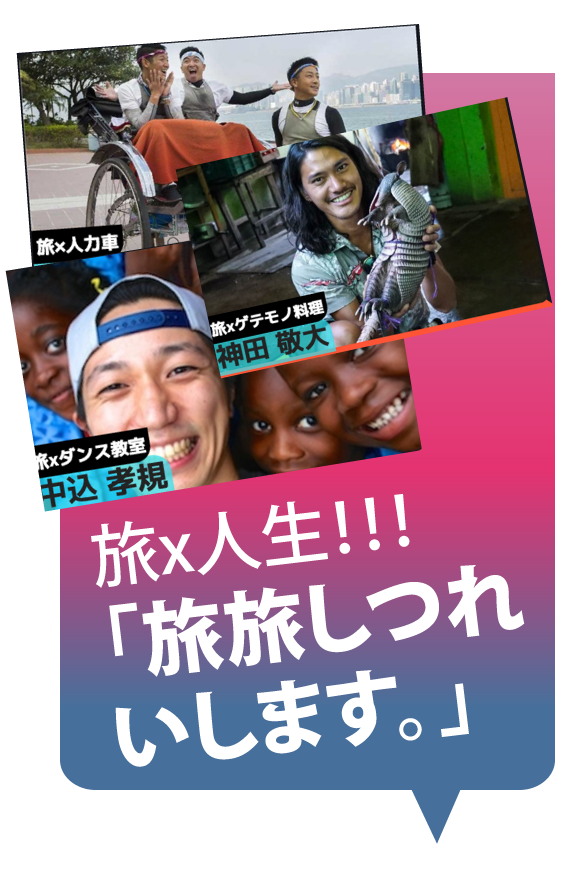 旅×人力車
旅xゲテモノ料理
神田 敬大
旅xダンス教室
中込 孝規
旅x人生!!!
「旅旅しつれ
いします。」